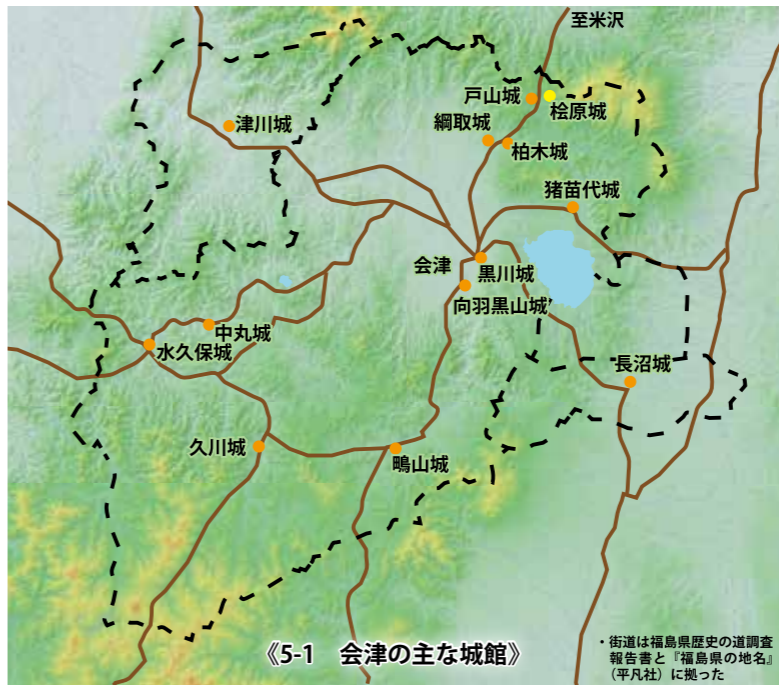 至米沢
戸山城
桧原城
津川城
綱取城
柏木城
猪苗代城
会津
黒川城
向羽黒山城
中丸城
水久保城
長沼城
久川城
鴫山城
《5-1　会津の主な城館》
・街道は福島県歴史の道調査
報告書と『福島県の地名』
（平凡社）に拠った